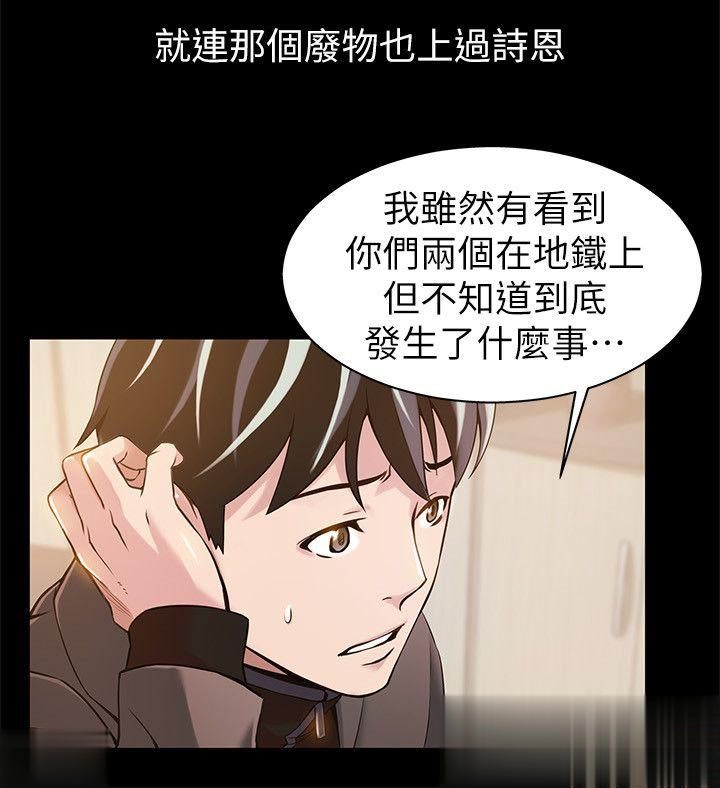 就連那個廢物也上過詩恩
我雖然有看到
你們兩個在地鐵上
但不知道到底
發生了什麼事…